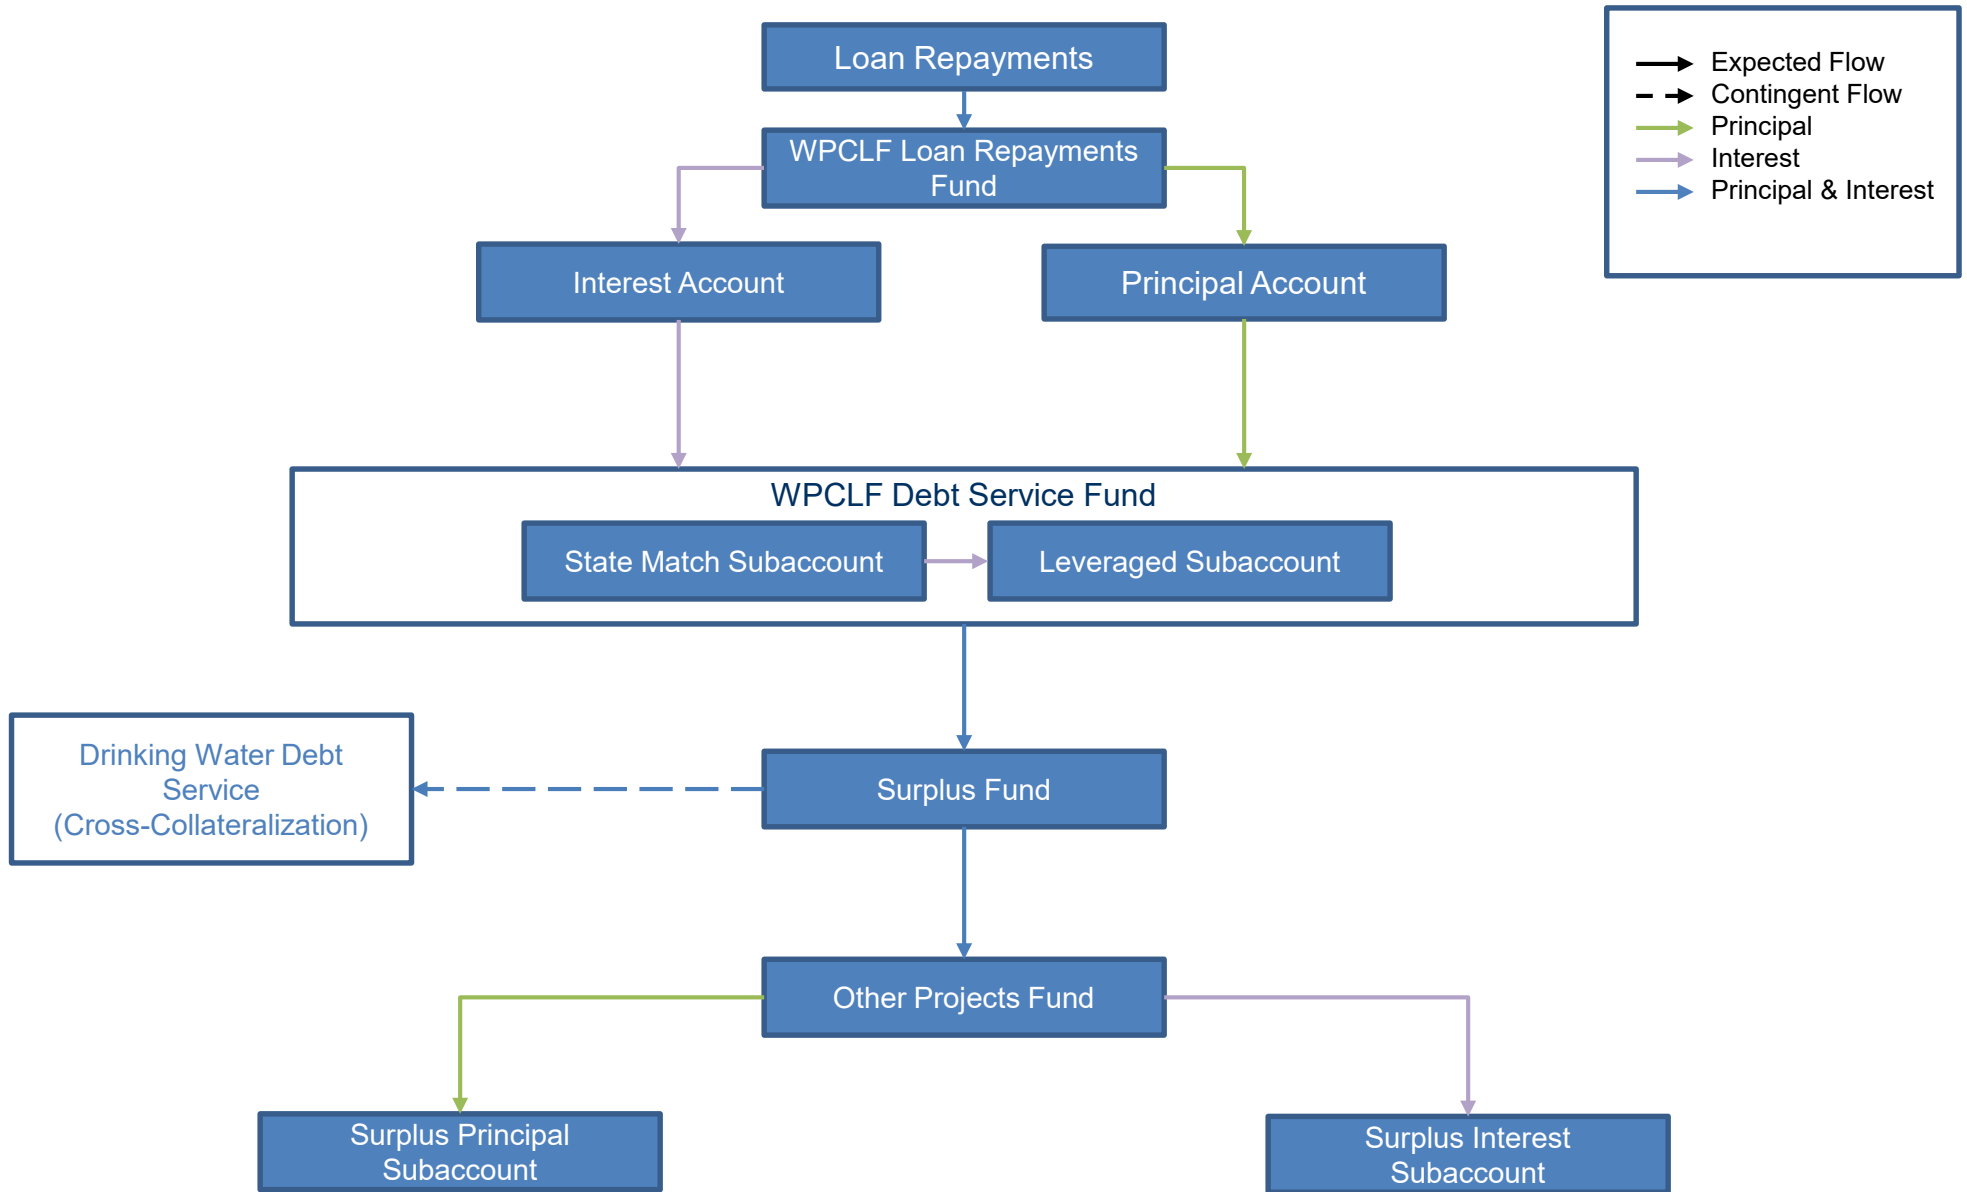 Loan Repayments
Expected Flow
Contingent Flow
Principal
Interest
Principal & Interest
WPCLF Loan Repayments
Fund
Interest Account
Principal Account
WPCLF Debt Service Fund
State Match Subaccount
Leveraged Subaccount
Drinking Water Debt
Service
(Cross-Collateralization)
Surplus Fund
Other Projects Fund
Surplus Principal
Subaccount
Surplus Interest
Subaccount